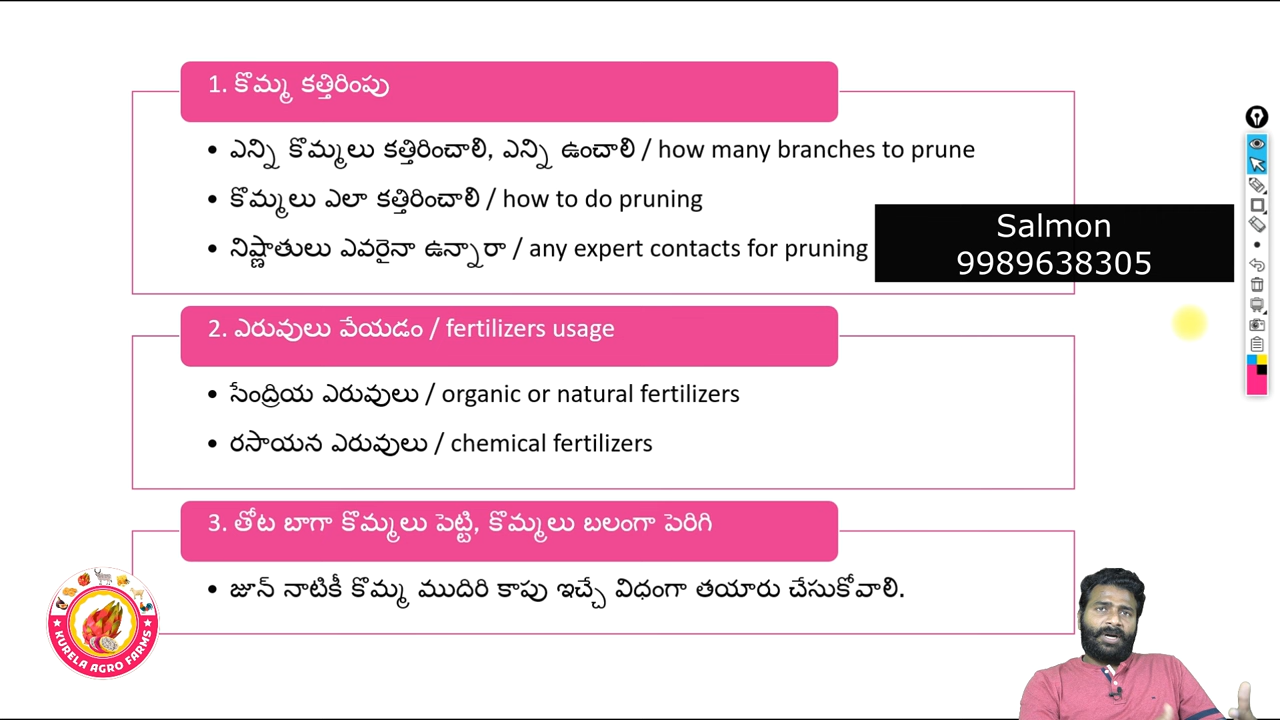 1. కొమ్మ కత్తిరింపు
• ఎన్ని కొమ్మలు కత్తిరించాలి, ఎన్ని ఉంచాలి / how many branches to prune
• కొమ్మలు ఎలా కత్తిరించాలి / how to do pruning
• నిష్ణాతులు ఎవరైనా ఉన్నారా / any expert contacts for pruning
Salmon
9989638305
2. ఎరువులు వేయడం / fertilizers usage
• సేంద్రియ ఎరువులు / organic or natural fertilizers
• రసాయన ఎరువులు / chemical fertilizers
3. తోట బాగా కొమ్మలు పెట్టి, కొమ్మలు బలంగా పెరిగి
• జూన్ నాటికీ కొమ్మ ముదిరి కాపు ఇచ్చే విధంగా తయారు చేసుకోవాలి.
KURELA AGRO FARMS